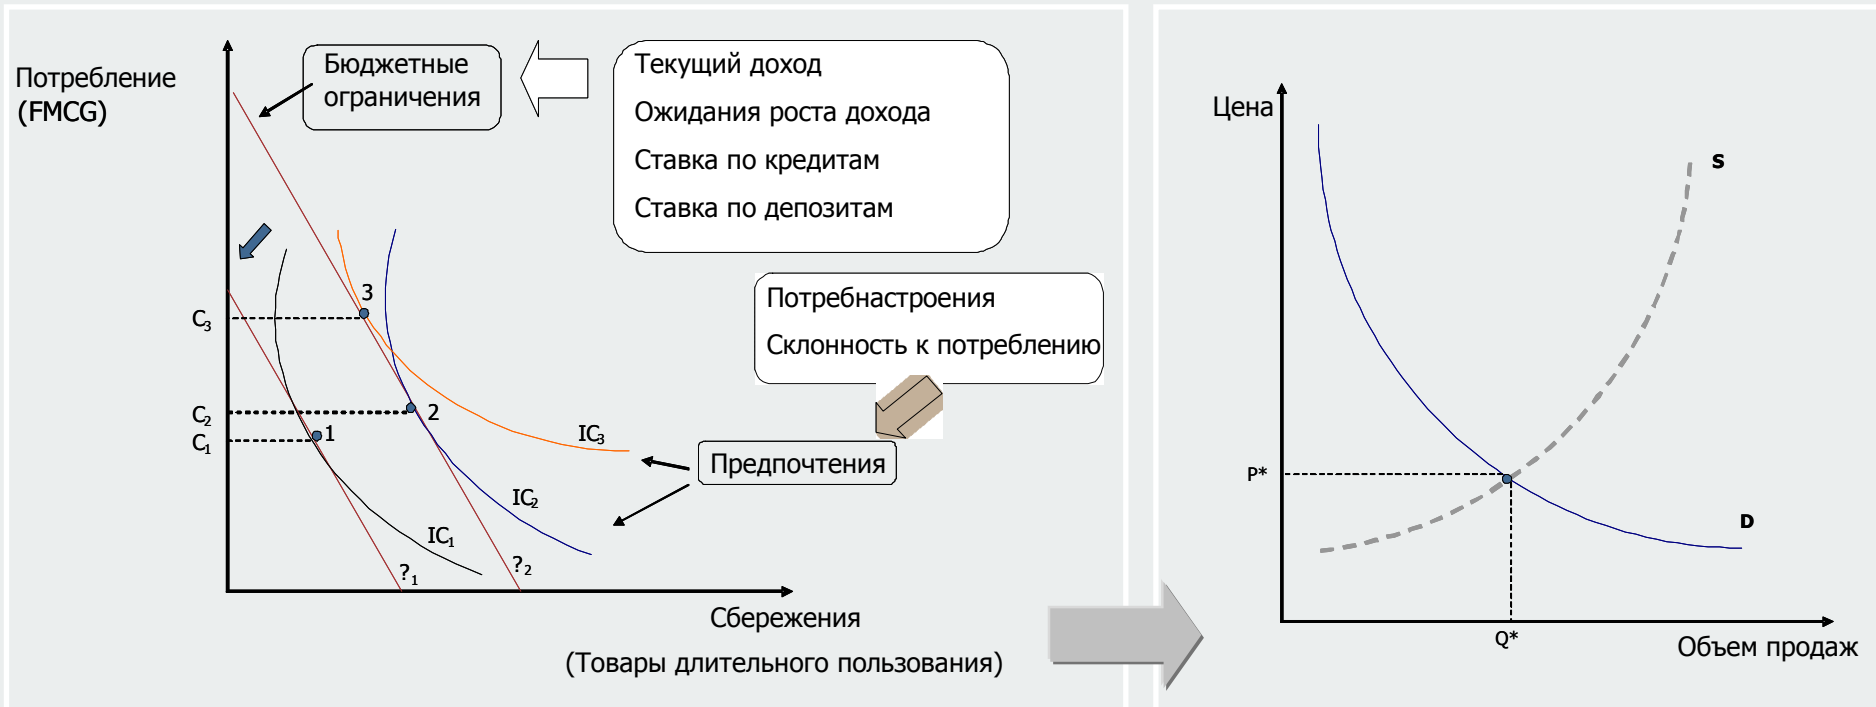 Потребление
(FMCG)
Бюджетные
ограничения
Текущий доход
Ожидания роста дохода
Ставка по кредитам
Ставка по депозитам
Потребнастроения
Склонность к потреблению
Предпочтения
3
2
1
C3
C2
C1
IC3
IC2
IC1
?1
?2
Сбережения
(Товары длительного пользования)
Цена
S
D
P*
Q*
Объем продаж